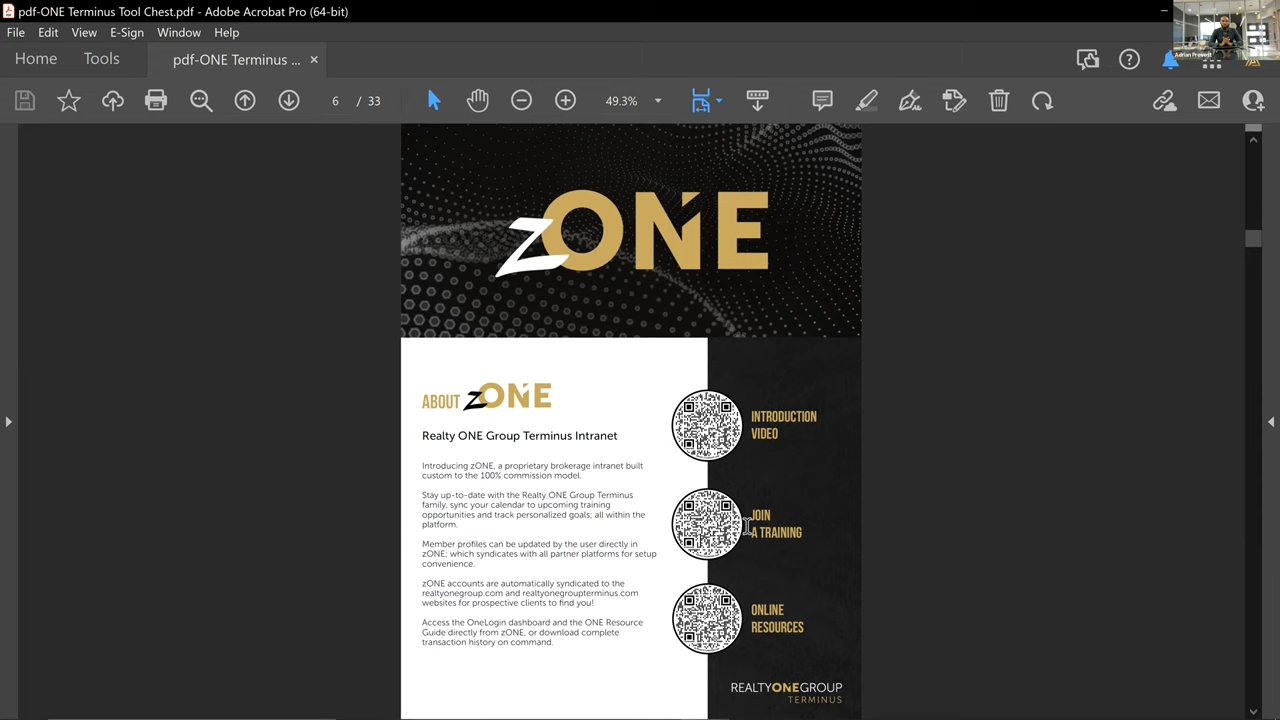 pdf-ONE Terminus Tool Chest.pdf - Adobe Acrobat Pro (64-bit)
File Edit View E-Sign Window Help
Home Tools pdf-ONE Terminus ... ×
6 / 33 49.3%
Adrian Provost
zONE
ABOUT zONE
Realty ONE Group Terminus Intranet
Introducing zONE, a proprietary brokerage intranet built
custom to the 100% commission model.
Stay up-to-date with the Realty ONE Group Terminus
family, sync your calendar to upcoming training
opportunities and track personalized goals; all within the
platform.
Member profiles can be updated by the user directly in
zONE; which syndicates with all partner platforms for setup
convenience.
zONE accounts are automatically syndicated to the
realtyonegroup.com and realtyonegroupterminus.com
websites for prospective clients to find you!
Access the OneLogin dashboard and the ONE Resource
Guide directly from zONE, or download complete
transaction history on command.
INTRODUCTION
VIDEO
JOIN
A TRAINING
ONLINE
RESOURCES
REALTYONEGROUP
TERMINUS